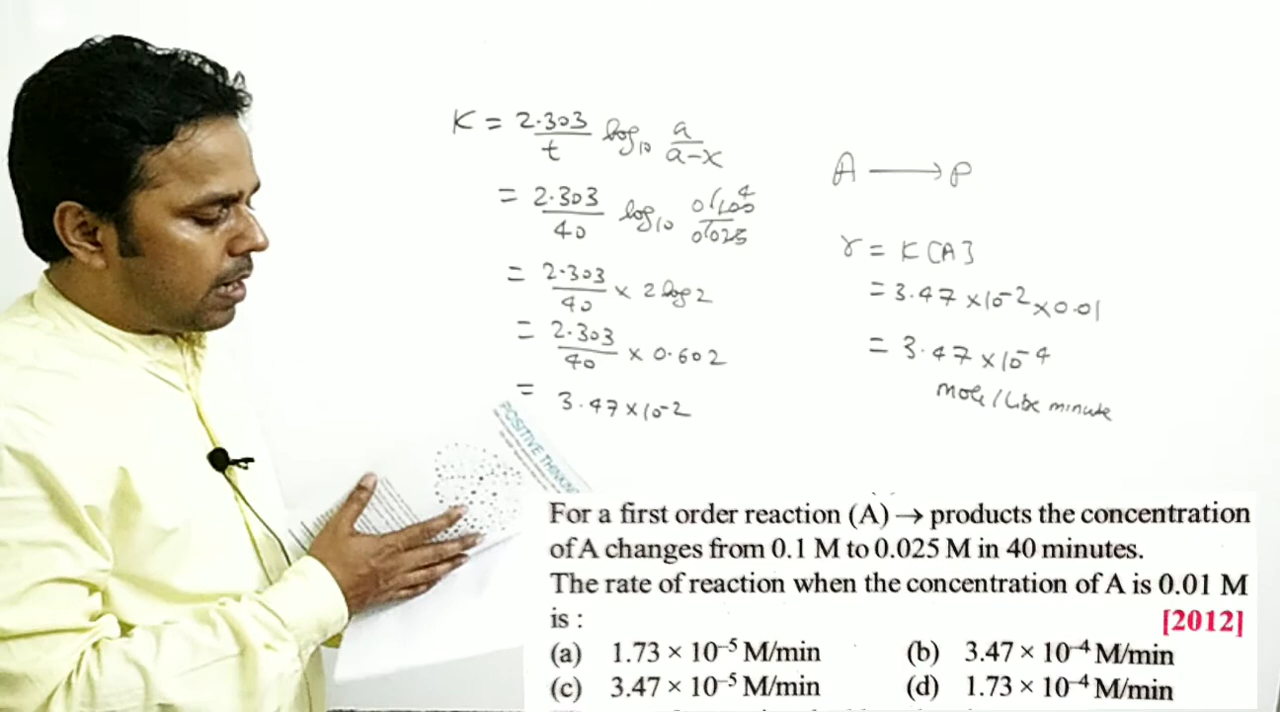 K = 2.303/t log10 a/a-x
= 2.303/40 log10 0.100/0.025 4
= 2.303/40 × 2 log 2
= 2.303/40 × 0.602
= 3.47 × 10-2
A ⟶ P
r = K [A]
= 3.47 × 10-2 × 0.01
= 3.47 × 10-4
mole / minute
POSITIVE THINKING
For a first order reaction (A) → products the concentration
of A changes from 0.1 M to 0.025 M in 40 minutes.
The rate of reaction when the concentration of A is 0.01 M
is : [2012]
(a) 1.73 × 10–5 M/min (b) 3.47 × 10–4 M/min
(c) 3.47 × 10–5 M/min (d) 1.73 × 10–4 M/min